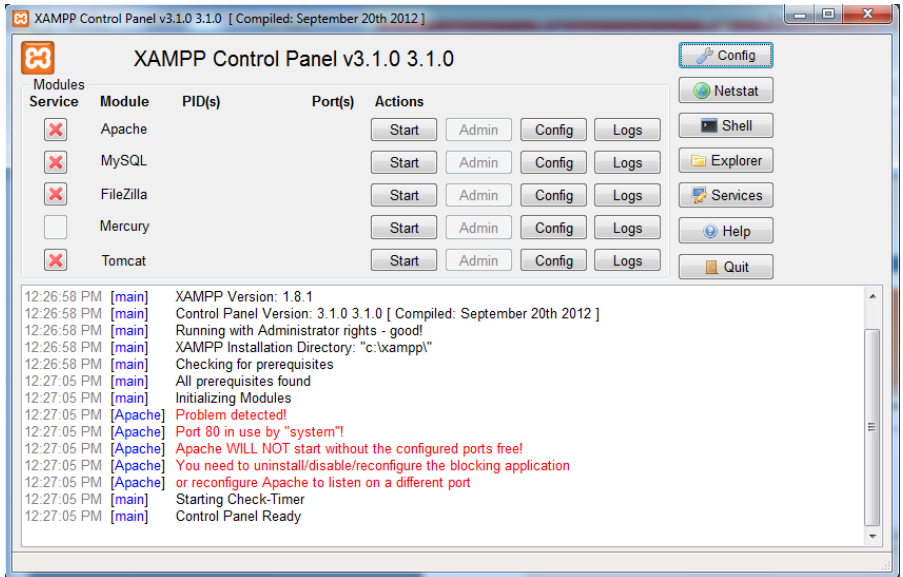 XAMPP Control Panel v3.1.0 3.1.0 [ Compiled: September 20th 2012 ]
XAMPP Control Panel v3.1.0 3.1.0
Config
Modules
Netstat
Service Module PID(s) Port(s) Actions
Apache Start Admin Config Logs
Shell
MySQL Start Admin Config Logs
Explorer
FileZilla Start Admin Config Logs
Services
Mercury Start Admin Config Logs
Help
Tomcat Start Admin Config Logs
Quit
12:26:58 PM [main] XAMPP Version: 1.8.1
12:26:58 PM [main] Control Panel Version: 3.1.0 3.1.0 [ Compiled: September 20th 2012 ]
12:26:58 PM [main] Running with Administrator rights - good!
12:26:58 PM [main] XAMPP Installation Directory: "c:\xampp\"
12:26:58 PM [main] Checking for prerequisites
12:27:05 PM [main] All prerequisites found
12:27:05 PM [main] Initializing Modules
12:27:05 PM [Apache] Problem detected!
12:27:05 PM [Apache] Port 80 in use by "system"!
12:27:05 PM [Apache] Apache WILL NOT start without the configured ports free!
12:27:05 PM [Apache] You need to uninstall/disable/reconfigure the blocking application
12:27:05 PM [Apache] or reconfigure Apache to listen on a different port
12:27:05 PM [main] Starting Check-Timer
12:27:05 PM [main] Control Panel Ready